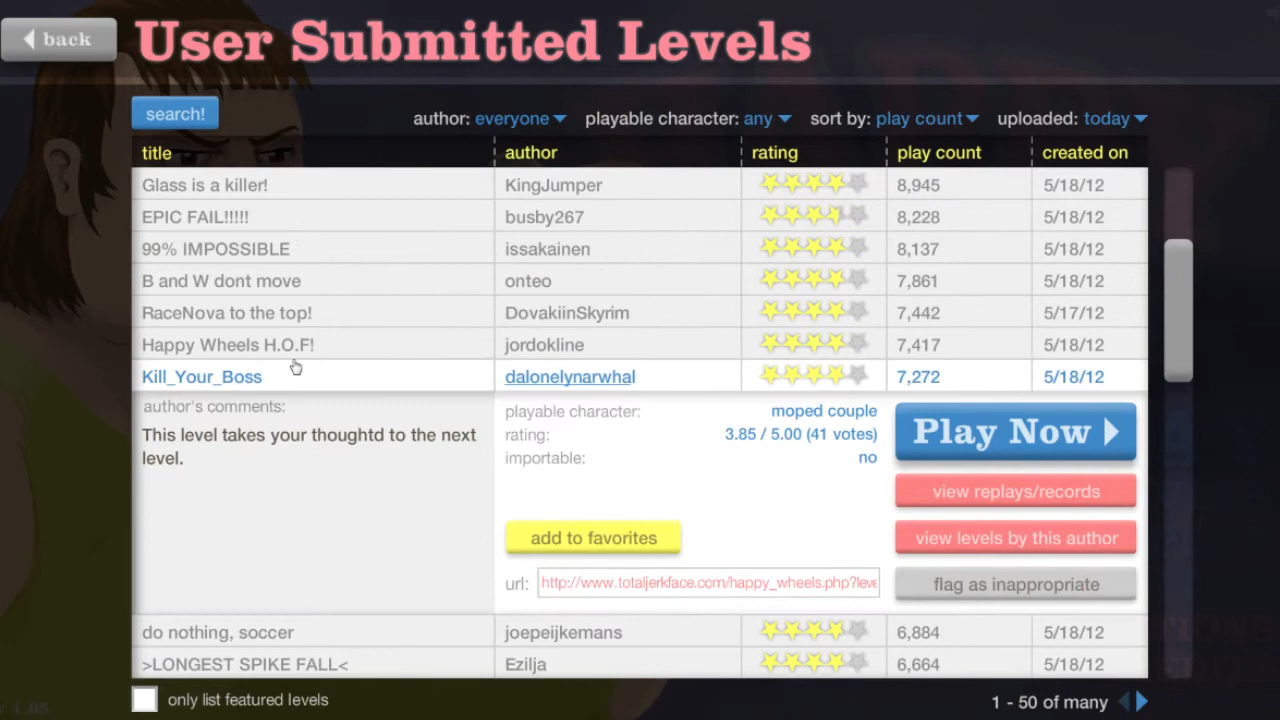 back
User Submitted Levels
search!
author: everyone playable character: any sort by: play count uploaded: today
title author rating play count created on
Glass is a killer! KingJumper 8,945 5/18/12
EPIC FAIL!!!!! busby267 8,228 5/18/12
99% IMPOSSIBLE issakainen 8,137 5/18/12
B and W dont move onteo 7,861 5/18/12
RaceNova to the top! DovakiinSkyrim 7,442 5/17/12
Happy Wheels H.O.F! jordokline 7,417 5/18/12
Kill_Your_Boss dalonelynarwhal 7,272 5/18/12
author's comments:
This level takes your thoughtd to the next
level.
playable character: moped couple
rating: 3.85 / 5.00 (41 votes)
importable: no
add to favorites
url: http://www.totaljerkface.com/happy_wheels.php?leve
Play Now
view replays/records
view levels by this author
flag as inappropriate
do nothing, soccer joepeijkemans 6,884 5/18/12
>LONGEST SPIKE FALL< Ezilja 6,664 5/18/12
only list featured levels
1 - 50 of many